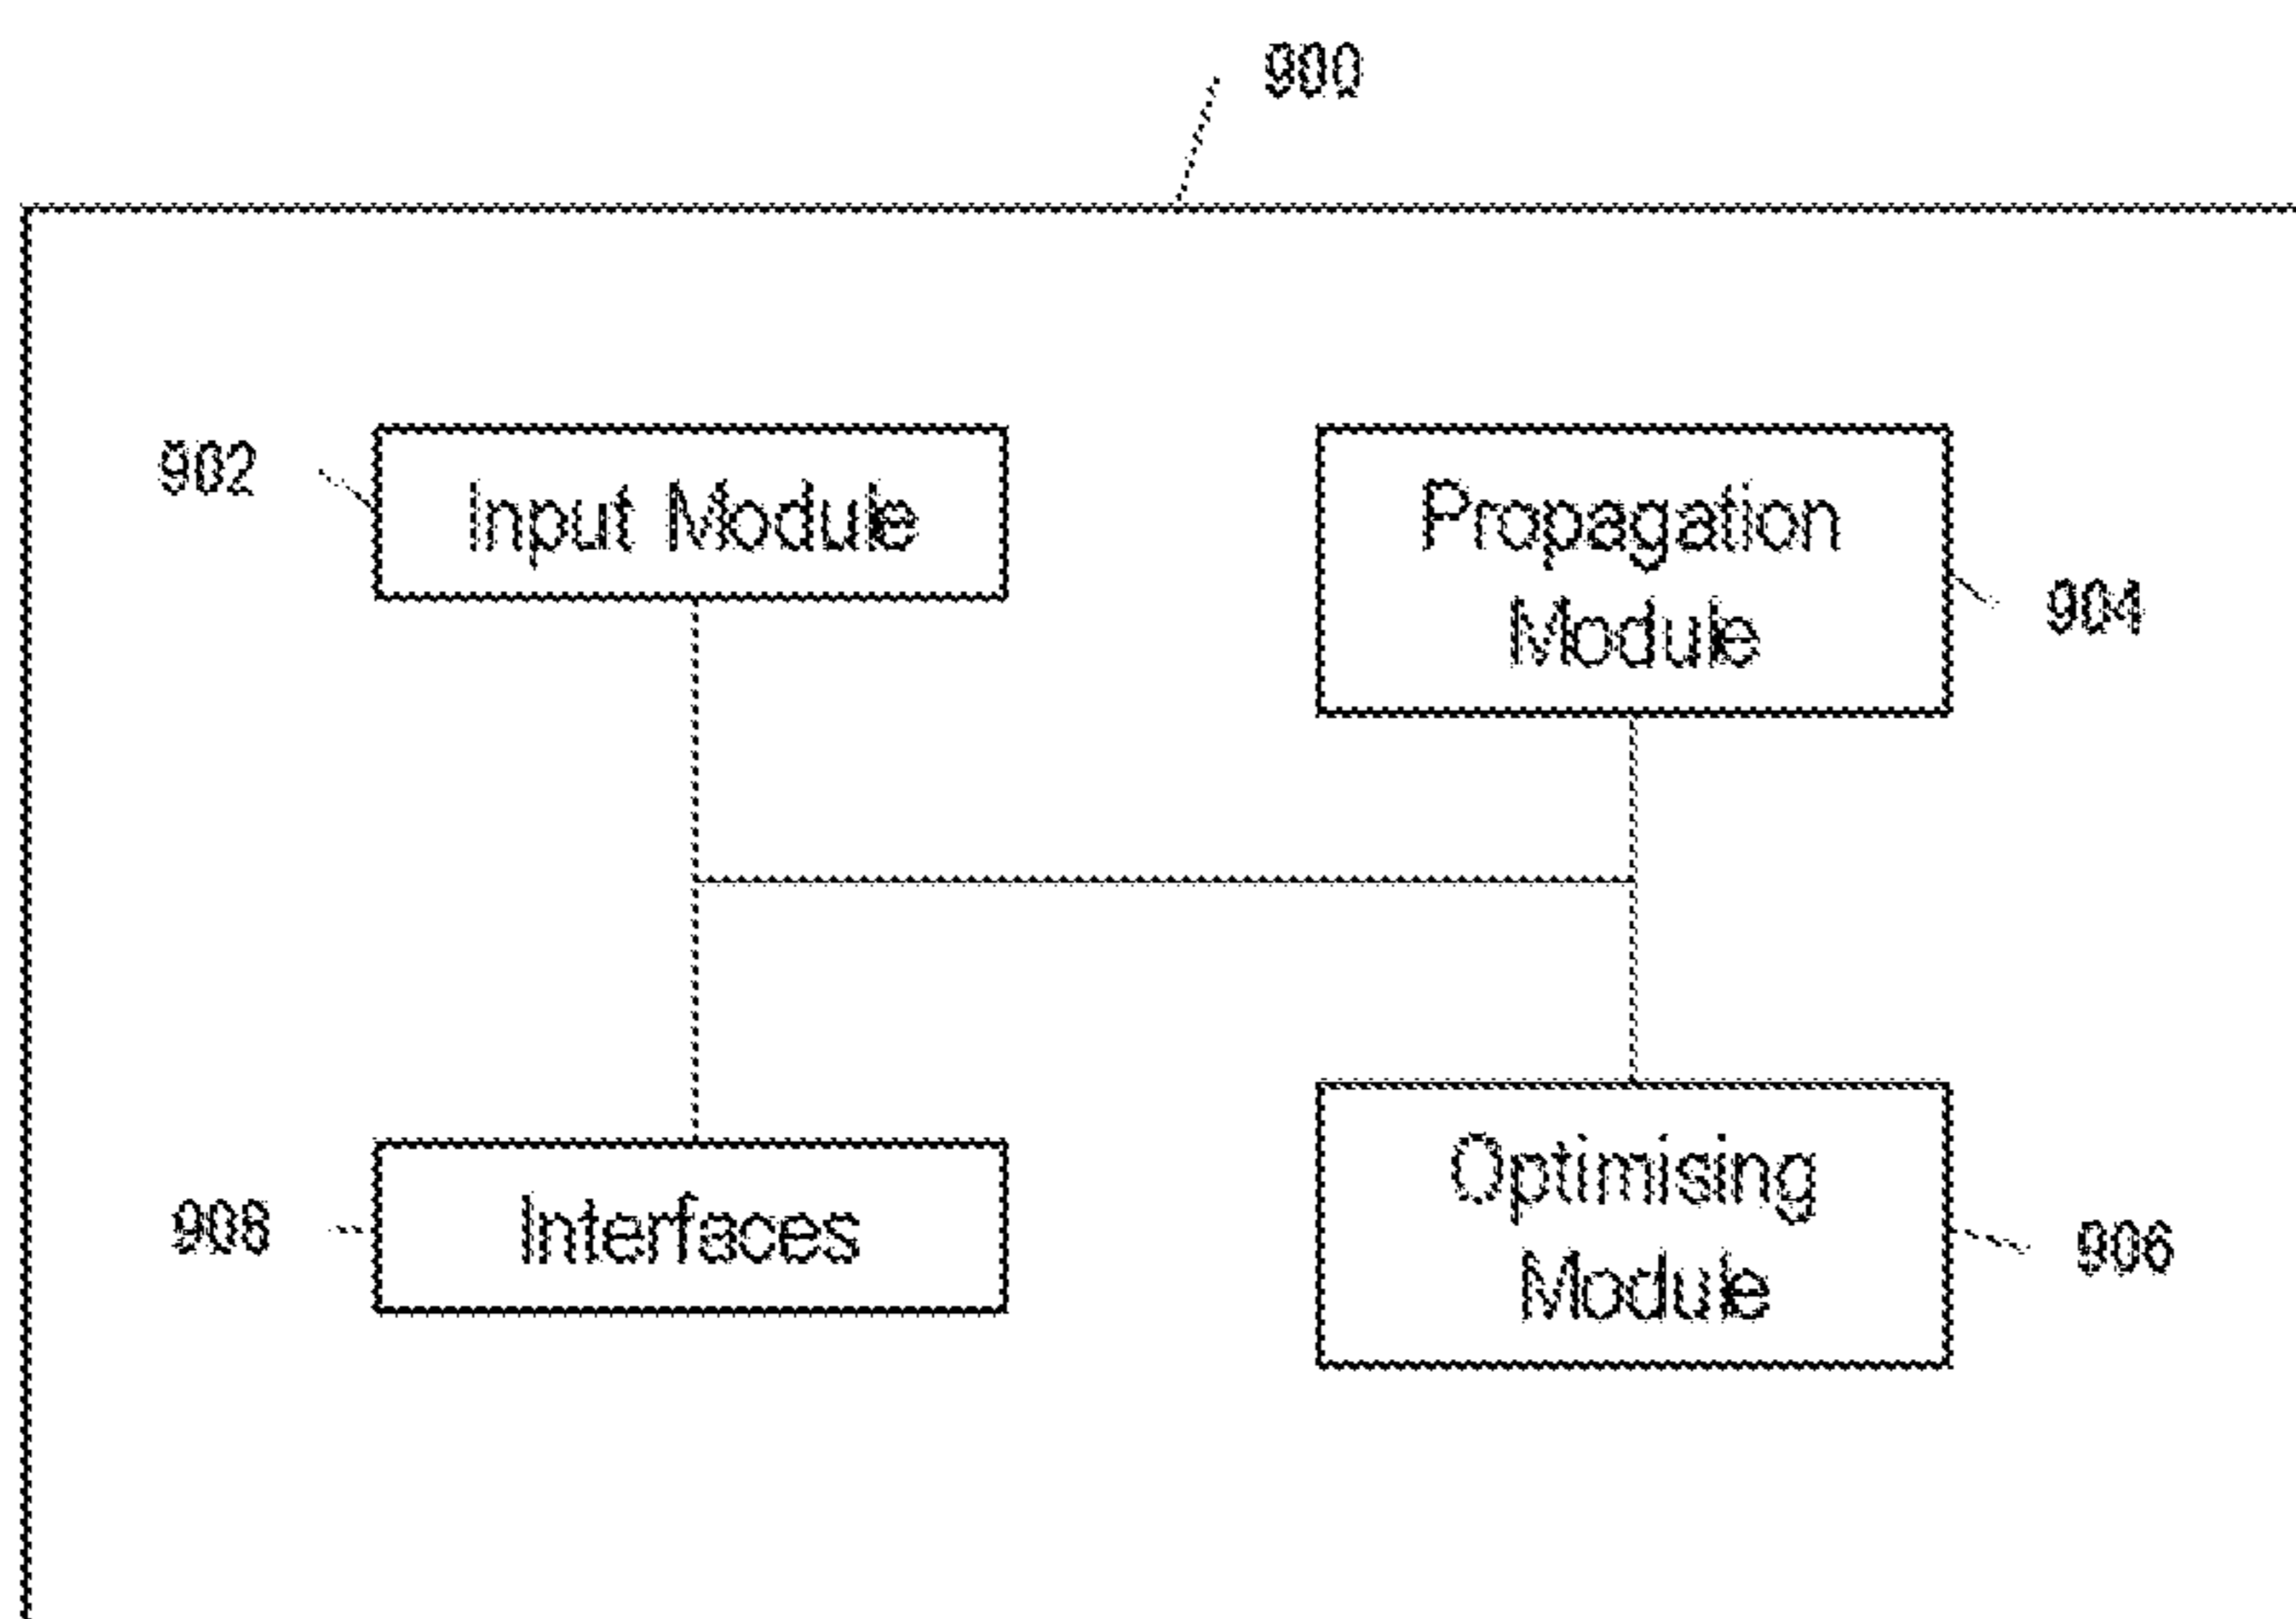 900
902
Input Module
Propagation
Module
904
908
Interfaces
Optimising
Module
906